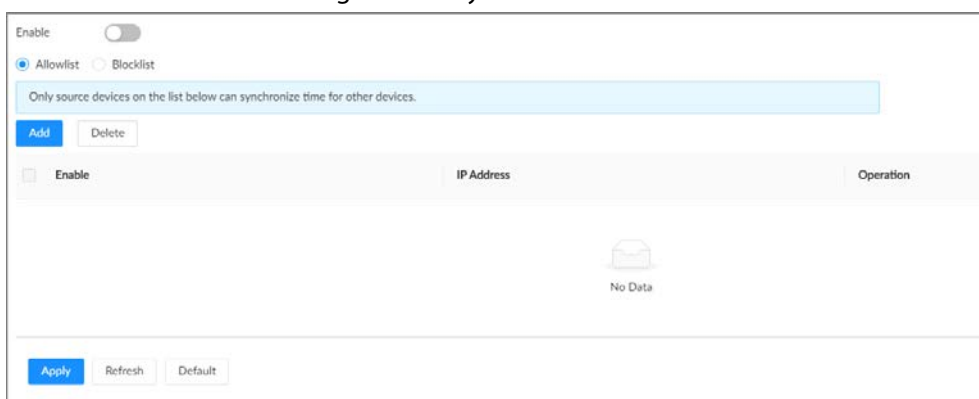 Enable
Allowlist Blocklist
Only source devices on the list below can synchronize time for other devices.
Add Delete
Enable IP Address Operation
No Data
Apply Refresh Default